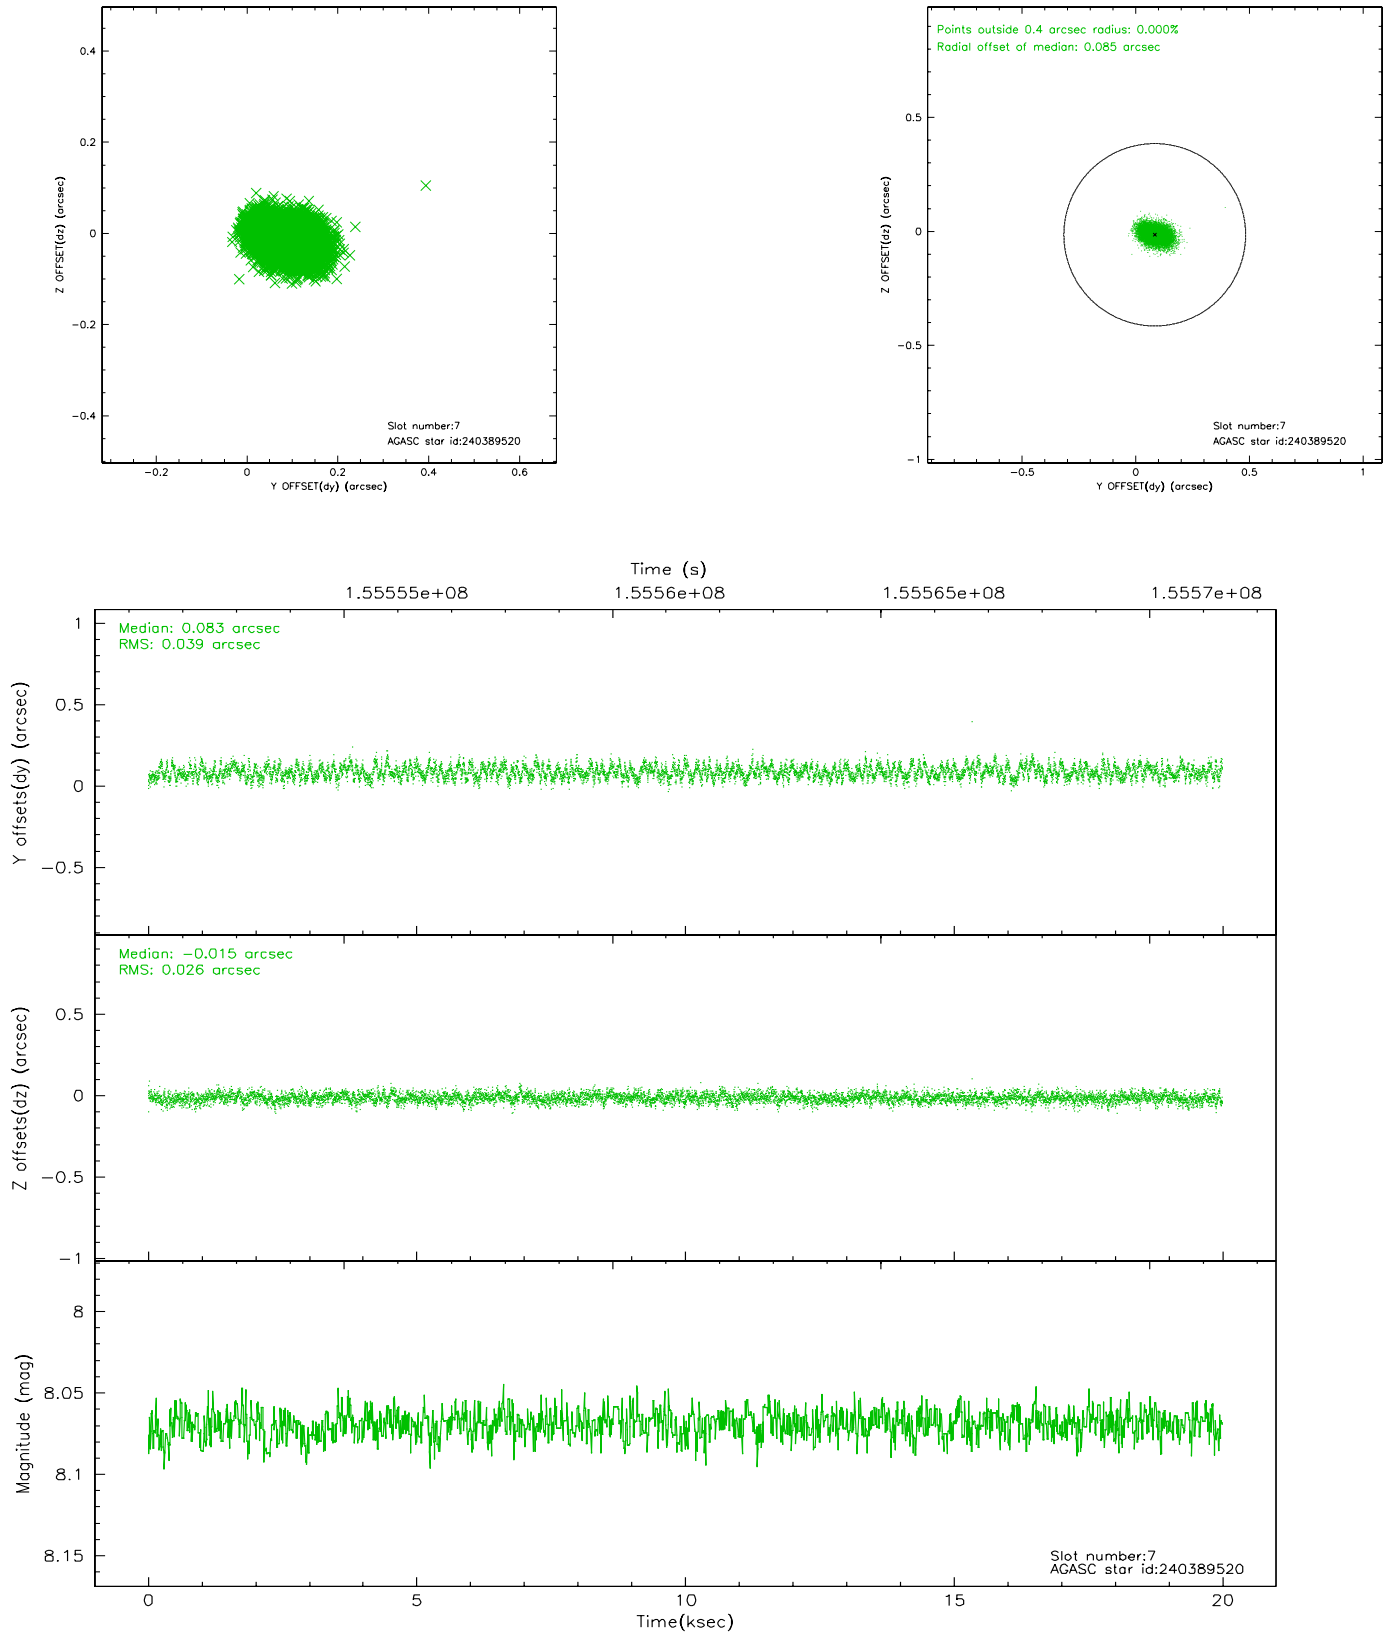 0.4
0.2
0
−0.2
−0.4
Z OFFSET(dz) (arcsec)
Slot number:7
AGASC star id:240389520
−0.2 0 0.2 0.4 0.6
Y OFFSET(dy) (arcsec)
Points outside 0.4 arcsec radius: 0.000%
Radial offset of median: 0.085 arcsec
0.5
0
−0.5
−1
Z OFFSET(dz) (arcsec)
Slot number:7
AGASC star id:240389520
−0.5 0 0.5 1
Y OFFSET(dy) (arcsec)
Time (s)
1.55555e+08 1.5556e+08 1.55565e+08 1.5557e+08
Median: 0.083 arcsec
RMS: 0.039 arcsec
1
0.5
0
−0.5
Y offsets(dy) (arcsec)
Median: −0.015 arcsec
RMS: 0.026 arcsec
0.5
0
−0.5
−1
Z offsets(dz) (arcsec)
8
8.05
8.1
8.15
Magnitude (mag)
Slot number:7
AGASC star id:240389520
0 5 10 15 20
Time(ksec)